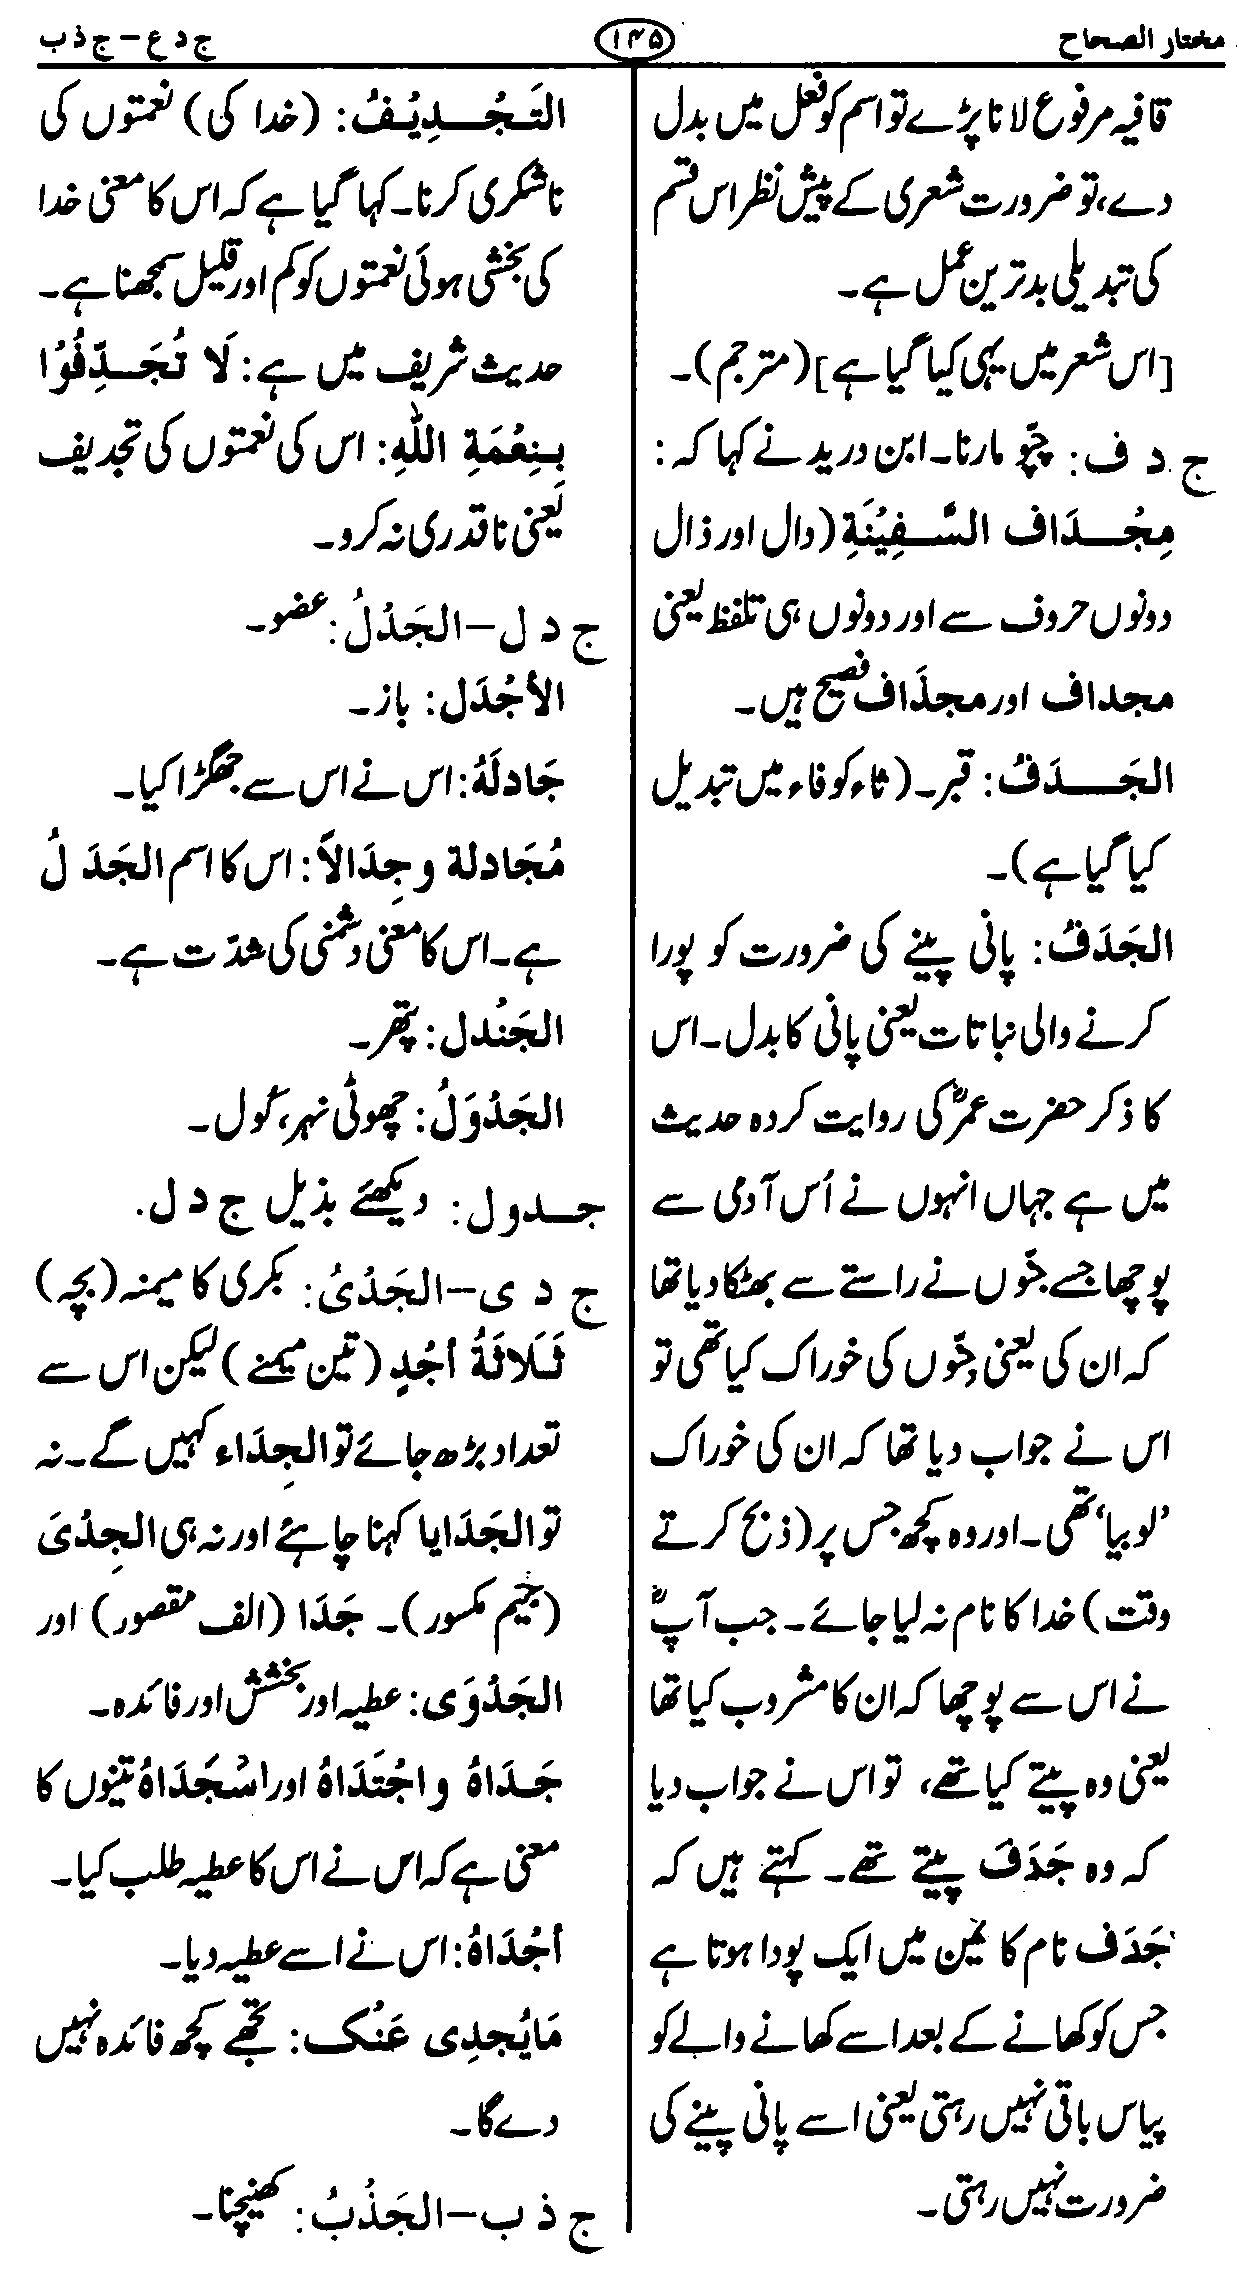 مختار الصحاح
۱۴۵
ج د ع – ج ذ ب
قافیہ مرفوع لانا پڑے تو اسم کو فعل میں بدل
دے، تو ضرورت شعری کے پیش نظر اس قسم
کی تبدیلی بدترین عمل ہے۔
[اس شعر میں یہی کیا گیا ہے] (مترجم)۔
ج د ف: چپّو مارنا۔ ابن درید نے کہا کہ:
مِجْدَاف السَّفِيْنَةِ (دال اور ذال
دونوں حروف سے اور دونوں ہی تلفظ یعنی
مجداف اور مجذَاف فصیح ہیں۔
الجَدَفُ: قبر۔ (ثاء کو فاء میں تبدیل
کیا گیا ہے)۔
الجَدَفُ: پانی پینے کی ضرورت کو پورا
کرنے والی نباتات یعنی پانی کا بدل۔ اس
کا ذکر حضرت عمرؓ کی روایت کردہ حدیث
میں ہے جہاں انہوں نے اُس آدمی سے
پوچھا جسے جنّوں نے راستے سے بھٹکا دیا تھا
کہ ان کی یعنی جنّوں کی خوراک کیا تھی تو
اس نے جواب دیا تھا کہ ان کی خوراک
’لوبیا‘ تھی۔ اور وہ کچھ جس پر (ذبح کرتے
وقت) خدا کا نام نہ لیا جائے۔ جب آپؓ
نے اس سے پوچھا کہ ان کا مشروب کیا تھا
یعنی وہ پیتے کیا تھے، تو اس نے جواب دیا
کہ وہ جَدَفَ پیتے تھے۔ کہتے ہیں کہ
جَدَف نام کا یمن میں ایک پودا ہوتا ہے
جس کو کھانے کے بعد اسے کھانے والے کو
پیاس باقی نہیں رہتی یعنی اسے پانی پینے کی
ضرورت نہیں رہتی۔
التَجْدِيْفُ: (خدا کی) نعمتوں کی
ناشکری کرنا۔ کہا گیا ہے کہ اس کا معنی خدا
کی بخشی ہوئی نعمتوں کو کم اور قلیل سمجھنا ہے۔
حدیث شریف میں ہے: لَا تُجَدِّفُوْا
بِنِعْمَةِ اللّٰهِ: اس کی نعمتوں کی تجدیف
یعنی ناقدری نہ کرو۔
ج د ل – الجَدْلُ: عضو۔
الأجْدَل: باز۔
جَادلَهُ: اس نے اس سے جھگڑا کیا۔
مُجَادلة و جِدَالاً: اس کا اسم الجَدَلُ
ہے۔ اس کا معنی دشمنی کی شدّت ہے۔
الجَنْدل: پتھر۔
الجَدْوَلُ: چھوٹی نہر، کُول۔
جدول: دیکھئے بذیل ج د ل.
ج د ی – الجَدْیُ: بکری کا میمنہ (بچہ)
ثَلَاثَةُ أجْدٍ (تین میمنے) لیکن اس سے
تعداد بڑھ جائے تو الجِدَاء کہیں گے۔ نہ
تو الجَدَایا کہنا چاہئے اور نہ ہی الجِدْیَ
(جیم مکسور)۔ جَدَا (الف مقصور) اور
الجَدْوَی: عطیہ اور بخشش اور فائدہ۔
جَدَاهُ و اجْتَدَاهُ اور اسْجَدَاهُ تینوں کا
معنی ہے کہ اس نے اس کا عطیہ طلب کیا۔
أجْدَاهُ: اس نے اسے عطیہ دیا۔
مَايُجدِی عَنْک: تجھے کچھ فائدہ نہیں
دے گا۔
ج ذ ب – الجَذْبُ: کھینچنا۔